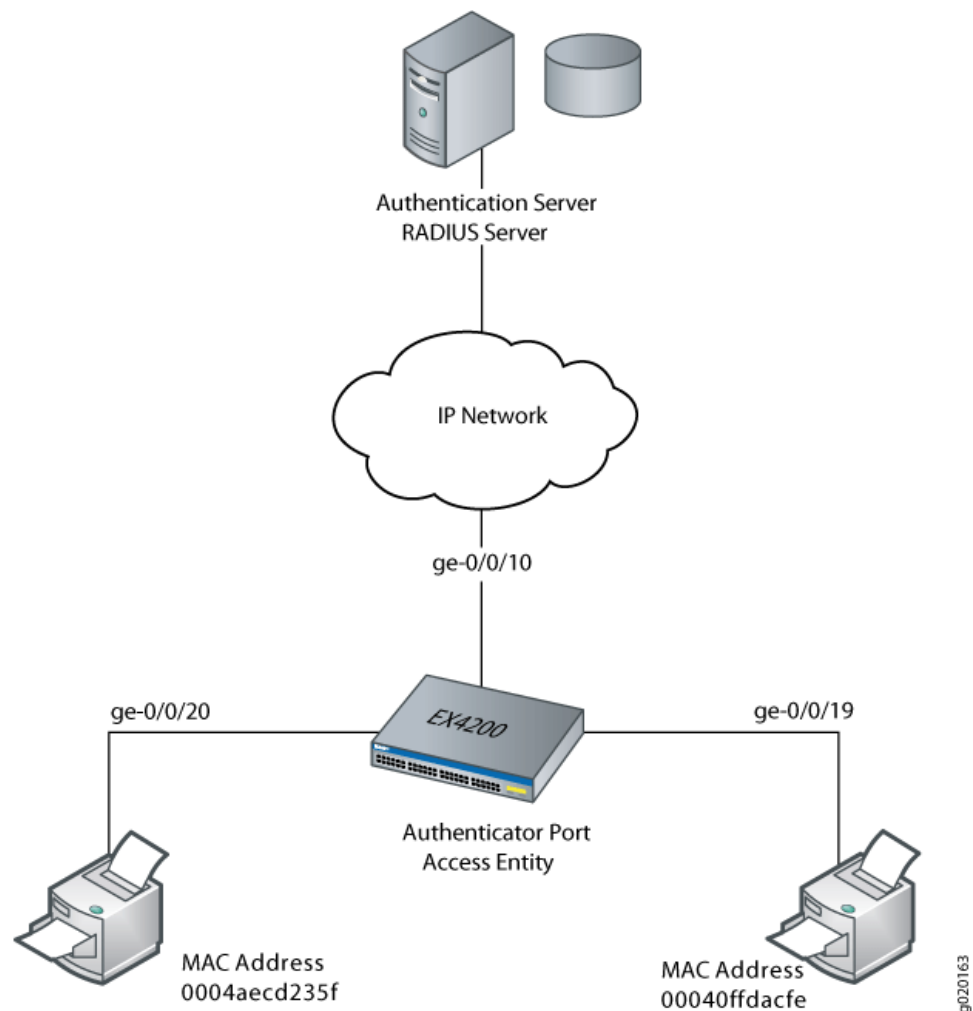 Authentication Server
RADIUS Server
IP Network
ge-0/0/10
ge-0/0/20
EX4200
ge-0/0/19
Authenticator Port
Access Entity
MAC Address
0004aecd235f
MAC Address
00040ffdacfe
g020163